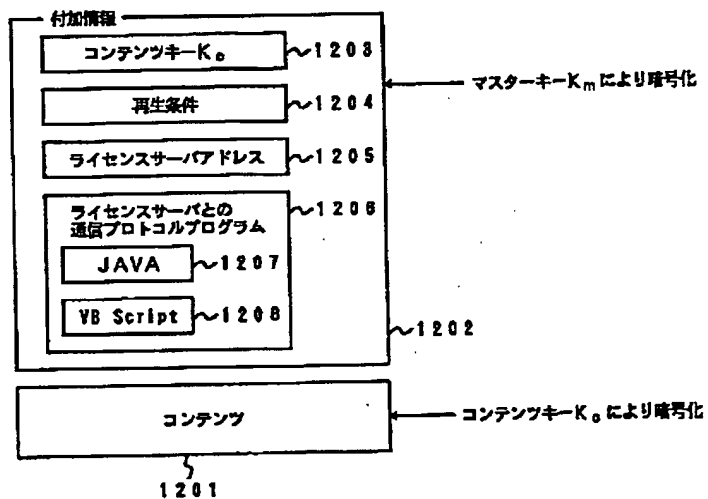 付加情報
コンテンツキーKc
~1203
マスターキーKmにより暗号化
再生条件
~1204
ライセンスサーバアドレス
~1205
ライセンスサーバとの
通信プロトコルプログラム
~1206
JAVA
~1207
VB Script
~1208
~1202
コンテンツ
コンテンツキーKcにより暗号化
1201